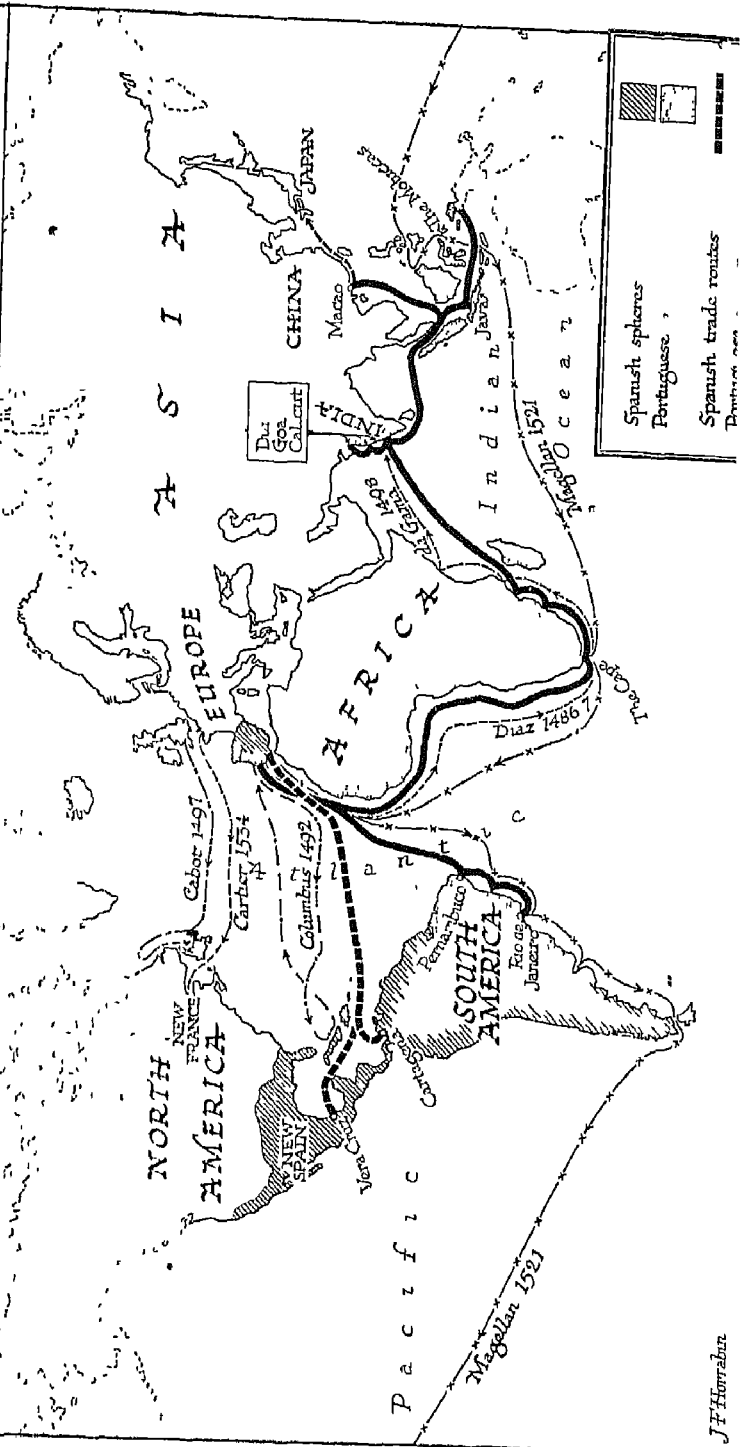 NORTH
AMERICA
NEW
FRANCE
NEW
SPAIN
Vera Cruz
Cartagena
SOUTH
AMERICA
Pernambuco
Rio de
Janeiro
Pacific
Magellan 1521
Cabot 1497
Cartier 1534
Columbus 1492
Atlantic
EUROPE
AFRICA
Diaz 1486
The Cape
da Gama
1498
ASIA
Diu
Goa
Calicut
INDIA
CHINA
Macao
JAPAN
The Moluccas
Java
Indian
Ocean
Magellan 1521
Spanish spheres
Portuguese "
Spanish trade routes
J F Horrabin